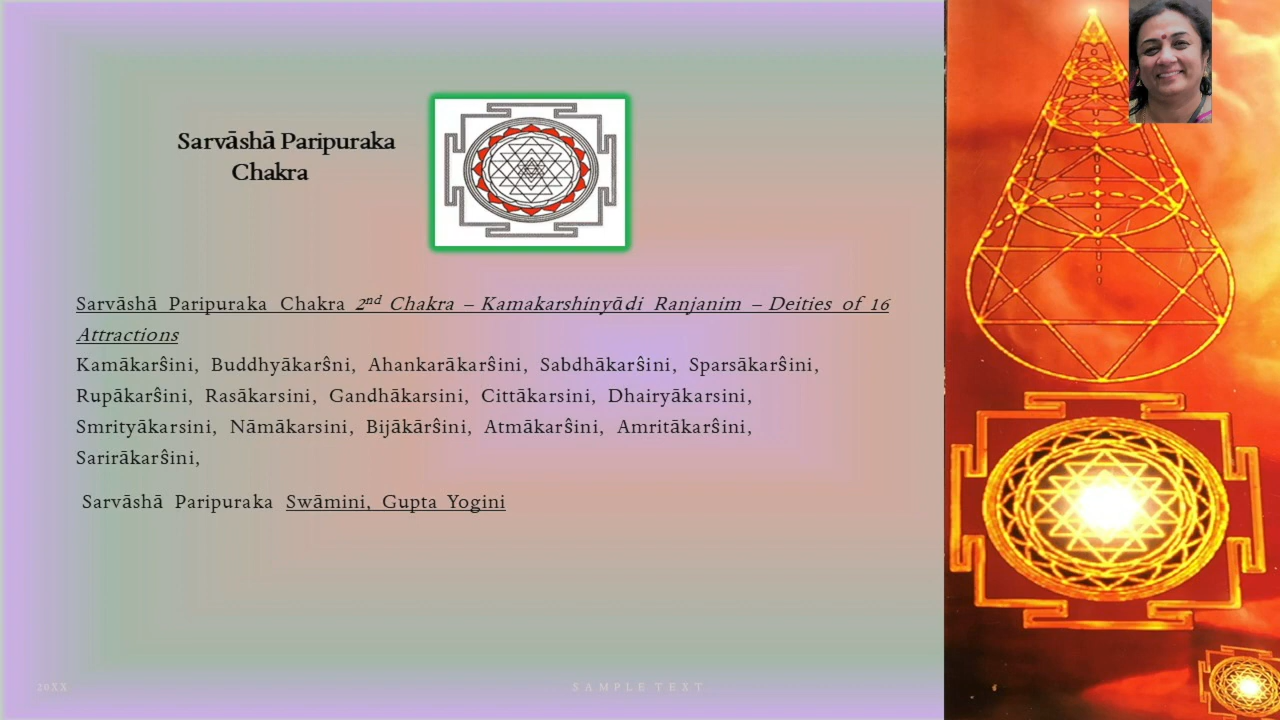 Sarvāshā Paripuraka
Chakra
Sarvāshā Paripuraka Chakra 2nd Chakra – Kamakarshinyādi Ranjanim – Deities of 16
Attractions
Kamākarŝini, Buddhyākarŝni, Ahankarākarŝini, Sabdhākarŝini, Sparsākarŝini,
Rupākarŝini, Rasākarsini, Gandhākarsini, Cittākarsini, Dhairyākarsini,
Smrityākarsini, Nāmākarsini, Bijākārŝini, Atmākarŝini, Amritākarŝini,
Sarirākarŝini,
Sarvāshā Paripuraka Swāmini, Gupta Yogini
20XX
SAMPLE TEXT